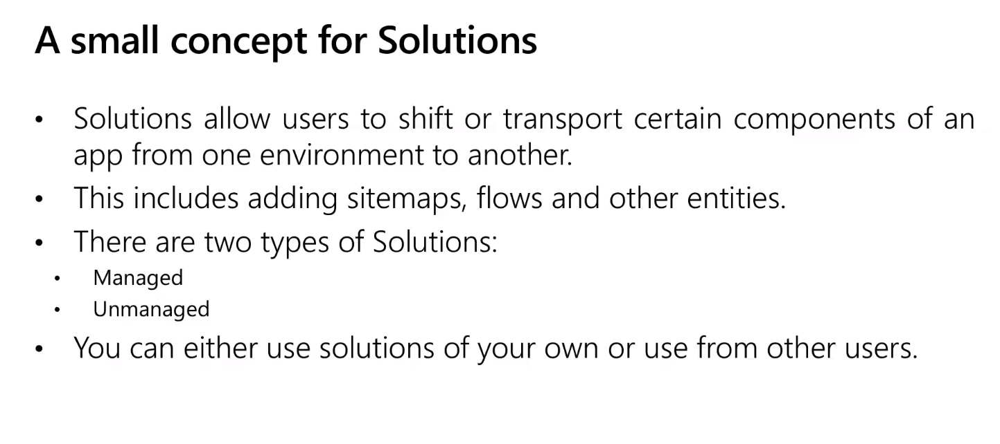 A small concept for Solutions
• Solutions allow users to shift or transport certain components of an
app from one environment to another.
• This includes adding sitemaps, flows and other entities.
• There are two types of Solutions:
• Managed
• Unmanaged
• You can either use solutions of your own or use from other users.